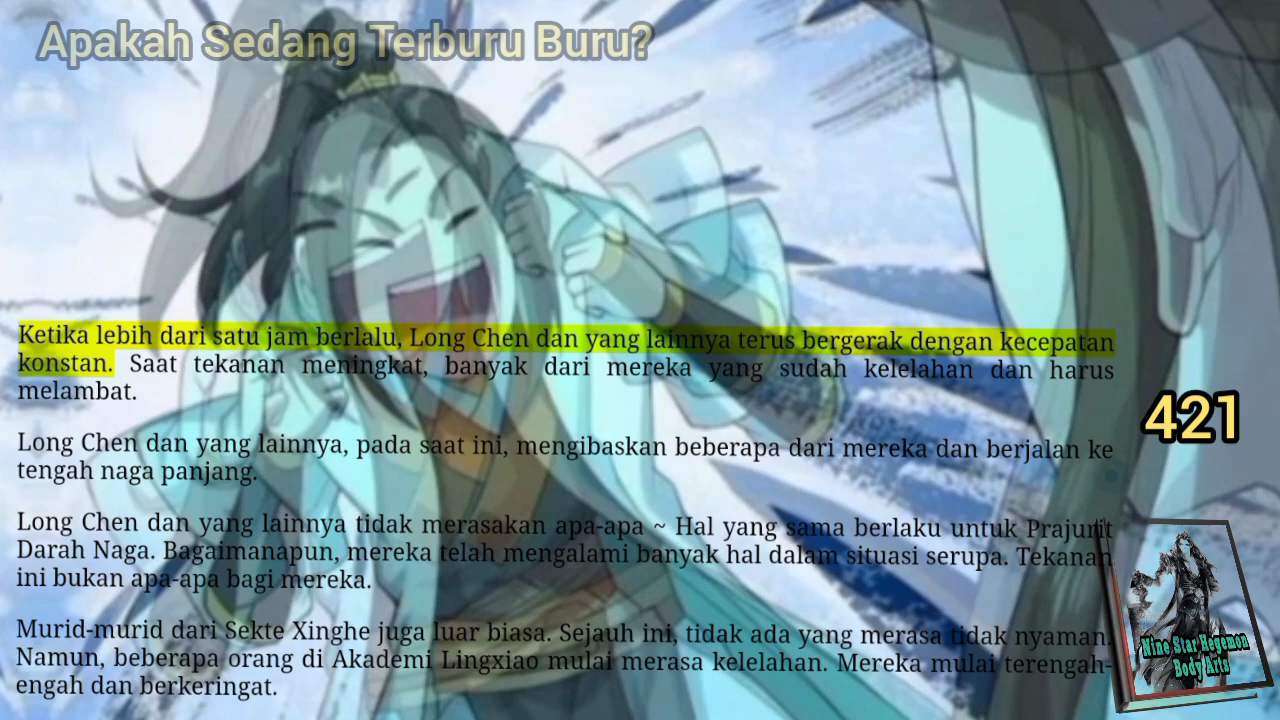 Apakah Sedang Terburu Buru?
Ketika lebih dari satu jam berlalu, Long Chen dan yang lainnya terus bergerak dengan kecepatan
konstan. Saat tekanan meningkat, banyak dari mereka yang sudah kelelahan dan harus
melambat.
Long Chen dan yang lainnya, pada saat ini, mengibaskan beberapa dari mereka dan berjalan ke
tengah naga panjang.
Long Chen dan yang lainnya tidak merasakan apa-apa ~ Hal yang sama berlaku untuk Prajurit
Darah Naga. Bagaimanapun, mereka telah mengalami banyak hal dalam situasi serupa. Tekanan
ini bukan apa-apa bagi mereka.
Murid-murid dari Sekte Xinghe juga luar biasa. Sejauh ini, tidak ada yang merasa tidak nyaman.
Namun, beberapa orang di Akademi Lingxiao mulai merasa kelelahan. Mereka mulai terengah-
engah dan berkeringat.
421
Nine Star Hegemon
Body Arts